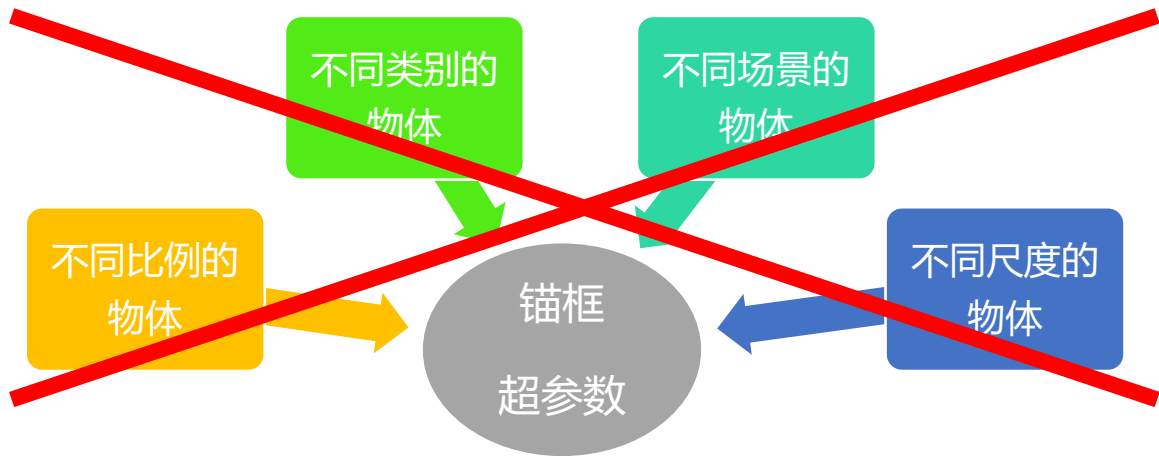 不同类别的
物体
不同场景的
物体
不同比例的
物体
锚框
超参数
不同尺度的
物体